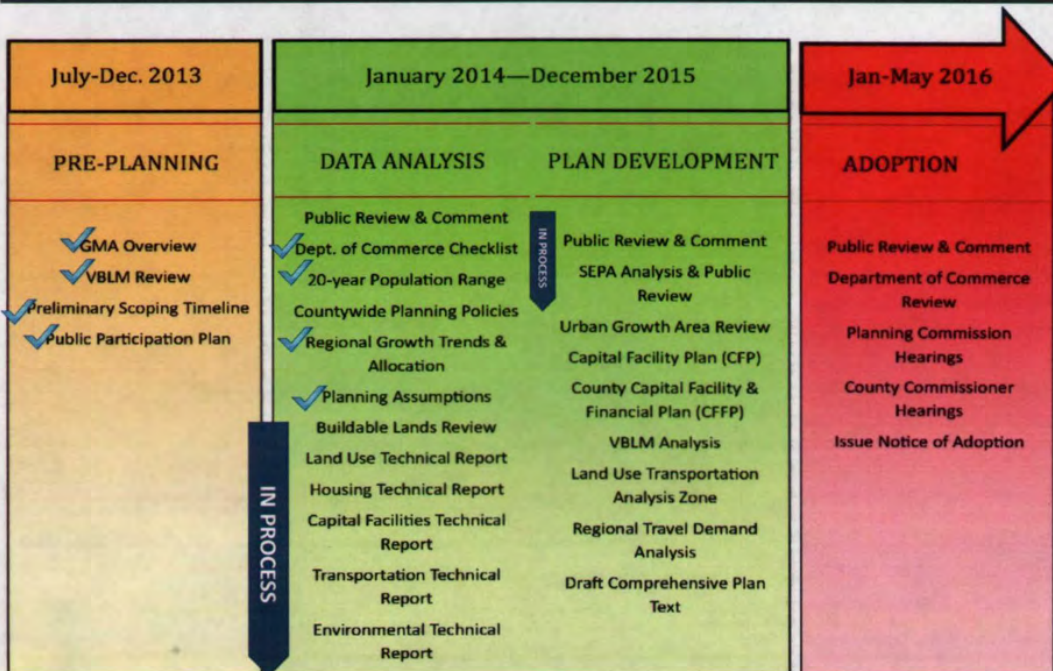 July-Dec. 2013
PRE-PLANNING
GMA Overview
VBLM Review
Preliminary Scoping Timeline
Public Participation Plan
January 2014—December 2015
DATA ANALYSIS
Public Review & Comment
Dept. of Commerce Checklist
20-year Population Range
Countywide Planning Policies
Regional Growth Trends &
Allocation
Planning Assumptions
Buildable Lands Review
Land Use Technical Report
Housing Technical Report
Capital Facilities Technical
Report
Transportation Technical
Report
Environmental Technical
Report
IN PROCESS
PLAN DEVELOPMENT
IN PROCESS
Public Review & Comment
SEPA Analysis & Public
Review
Urban Growth Area Review
Capital Facility Plan (CFP)
County Capital Facility &
Financial Plan (CFFP)
VBLM Analysis
Land Use Transportation
Analysis Zone
Regional Travel Demand
Analysis
Draft Comprehensive Plan
Text
Jan-May 2016
ADOPTION
Public Review & Comment
Department of Commerce
Review
Planning Commission
Hearings
County Commissioner
Hearings
Issue Notice of Adoption